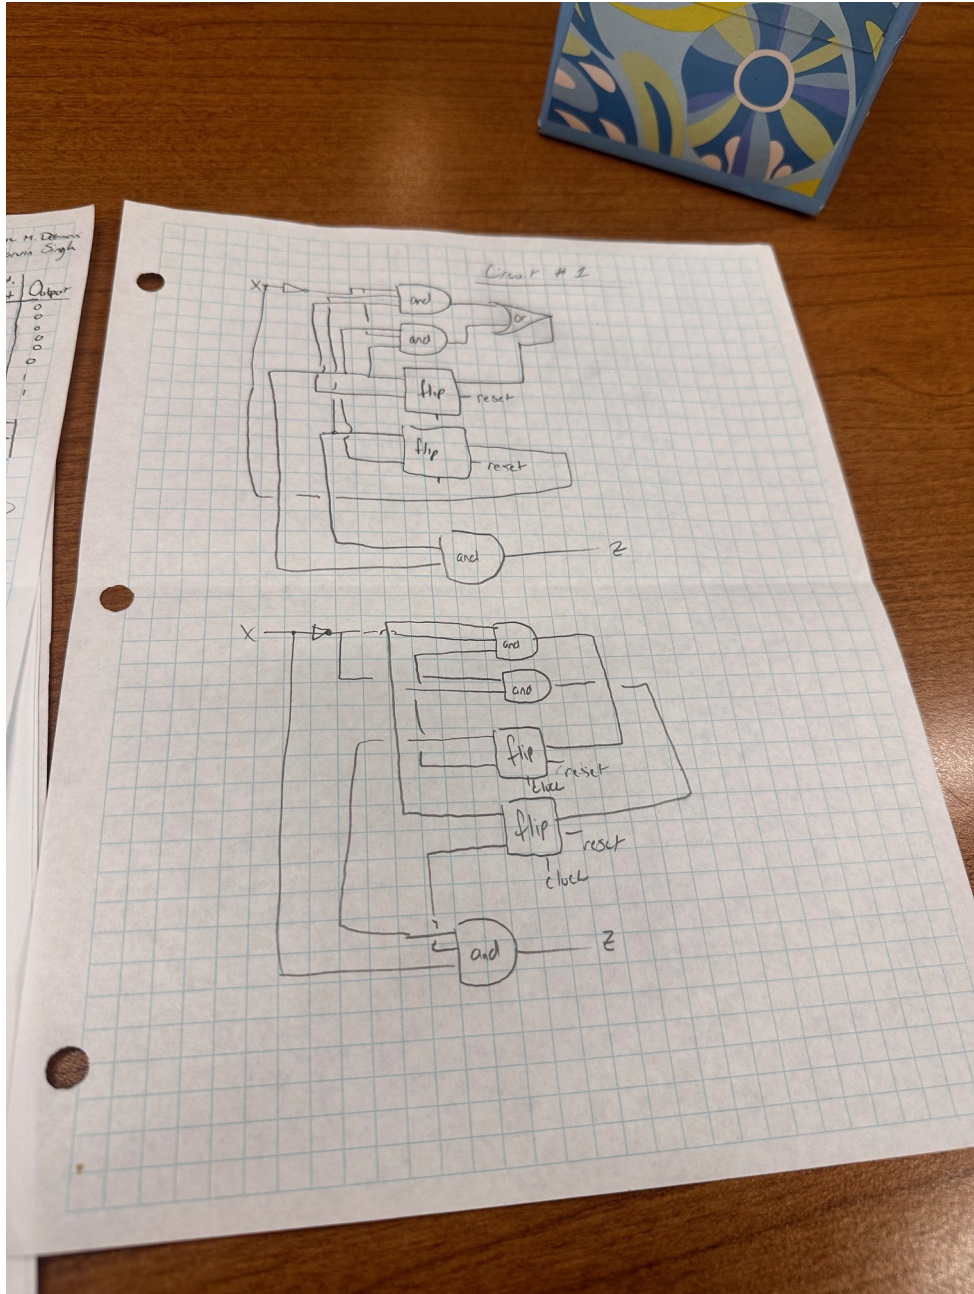 Singh
Output
0
0
0
0
0
0
1
1
Circuit # 1
X
and
or
and
flip
reset
flip
reset
and
Z
X
and
and
flip
reset
clock
flip
reset
clock
and
Z